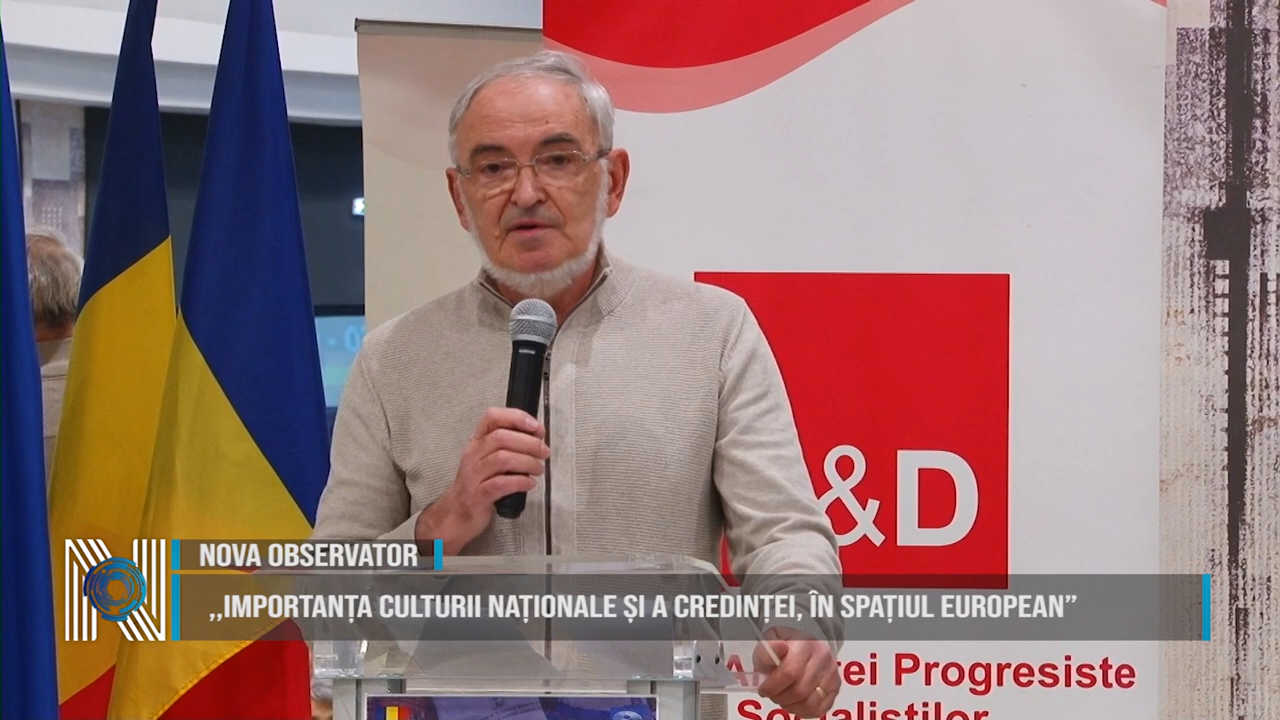 &D
NOVA OBSERVATOR
,,IMPORTANȚA CULTURII NAȚIONALE ȘI A CREDINȚEI, ÎN SPAȚIUL EUROPEAN”
Progresiste